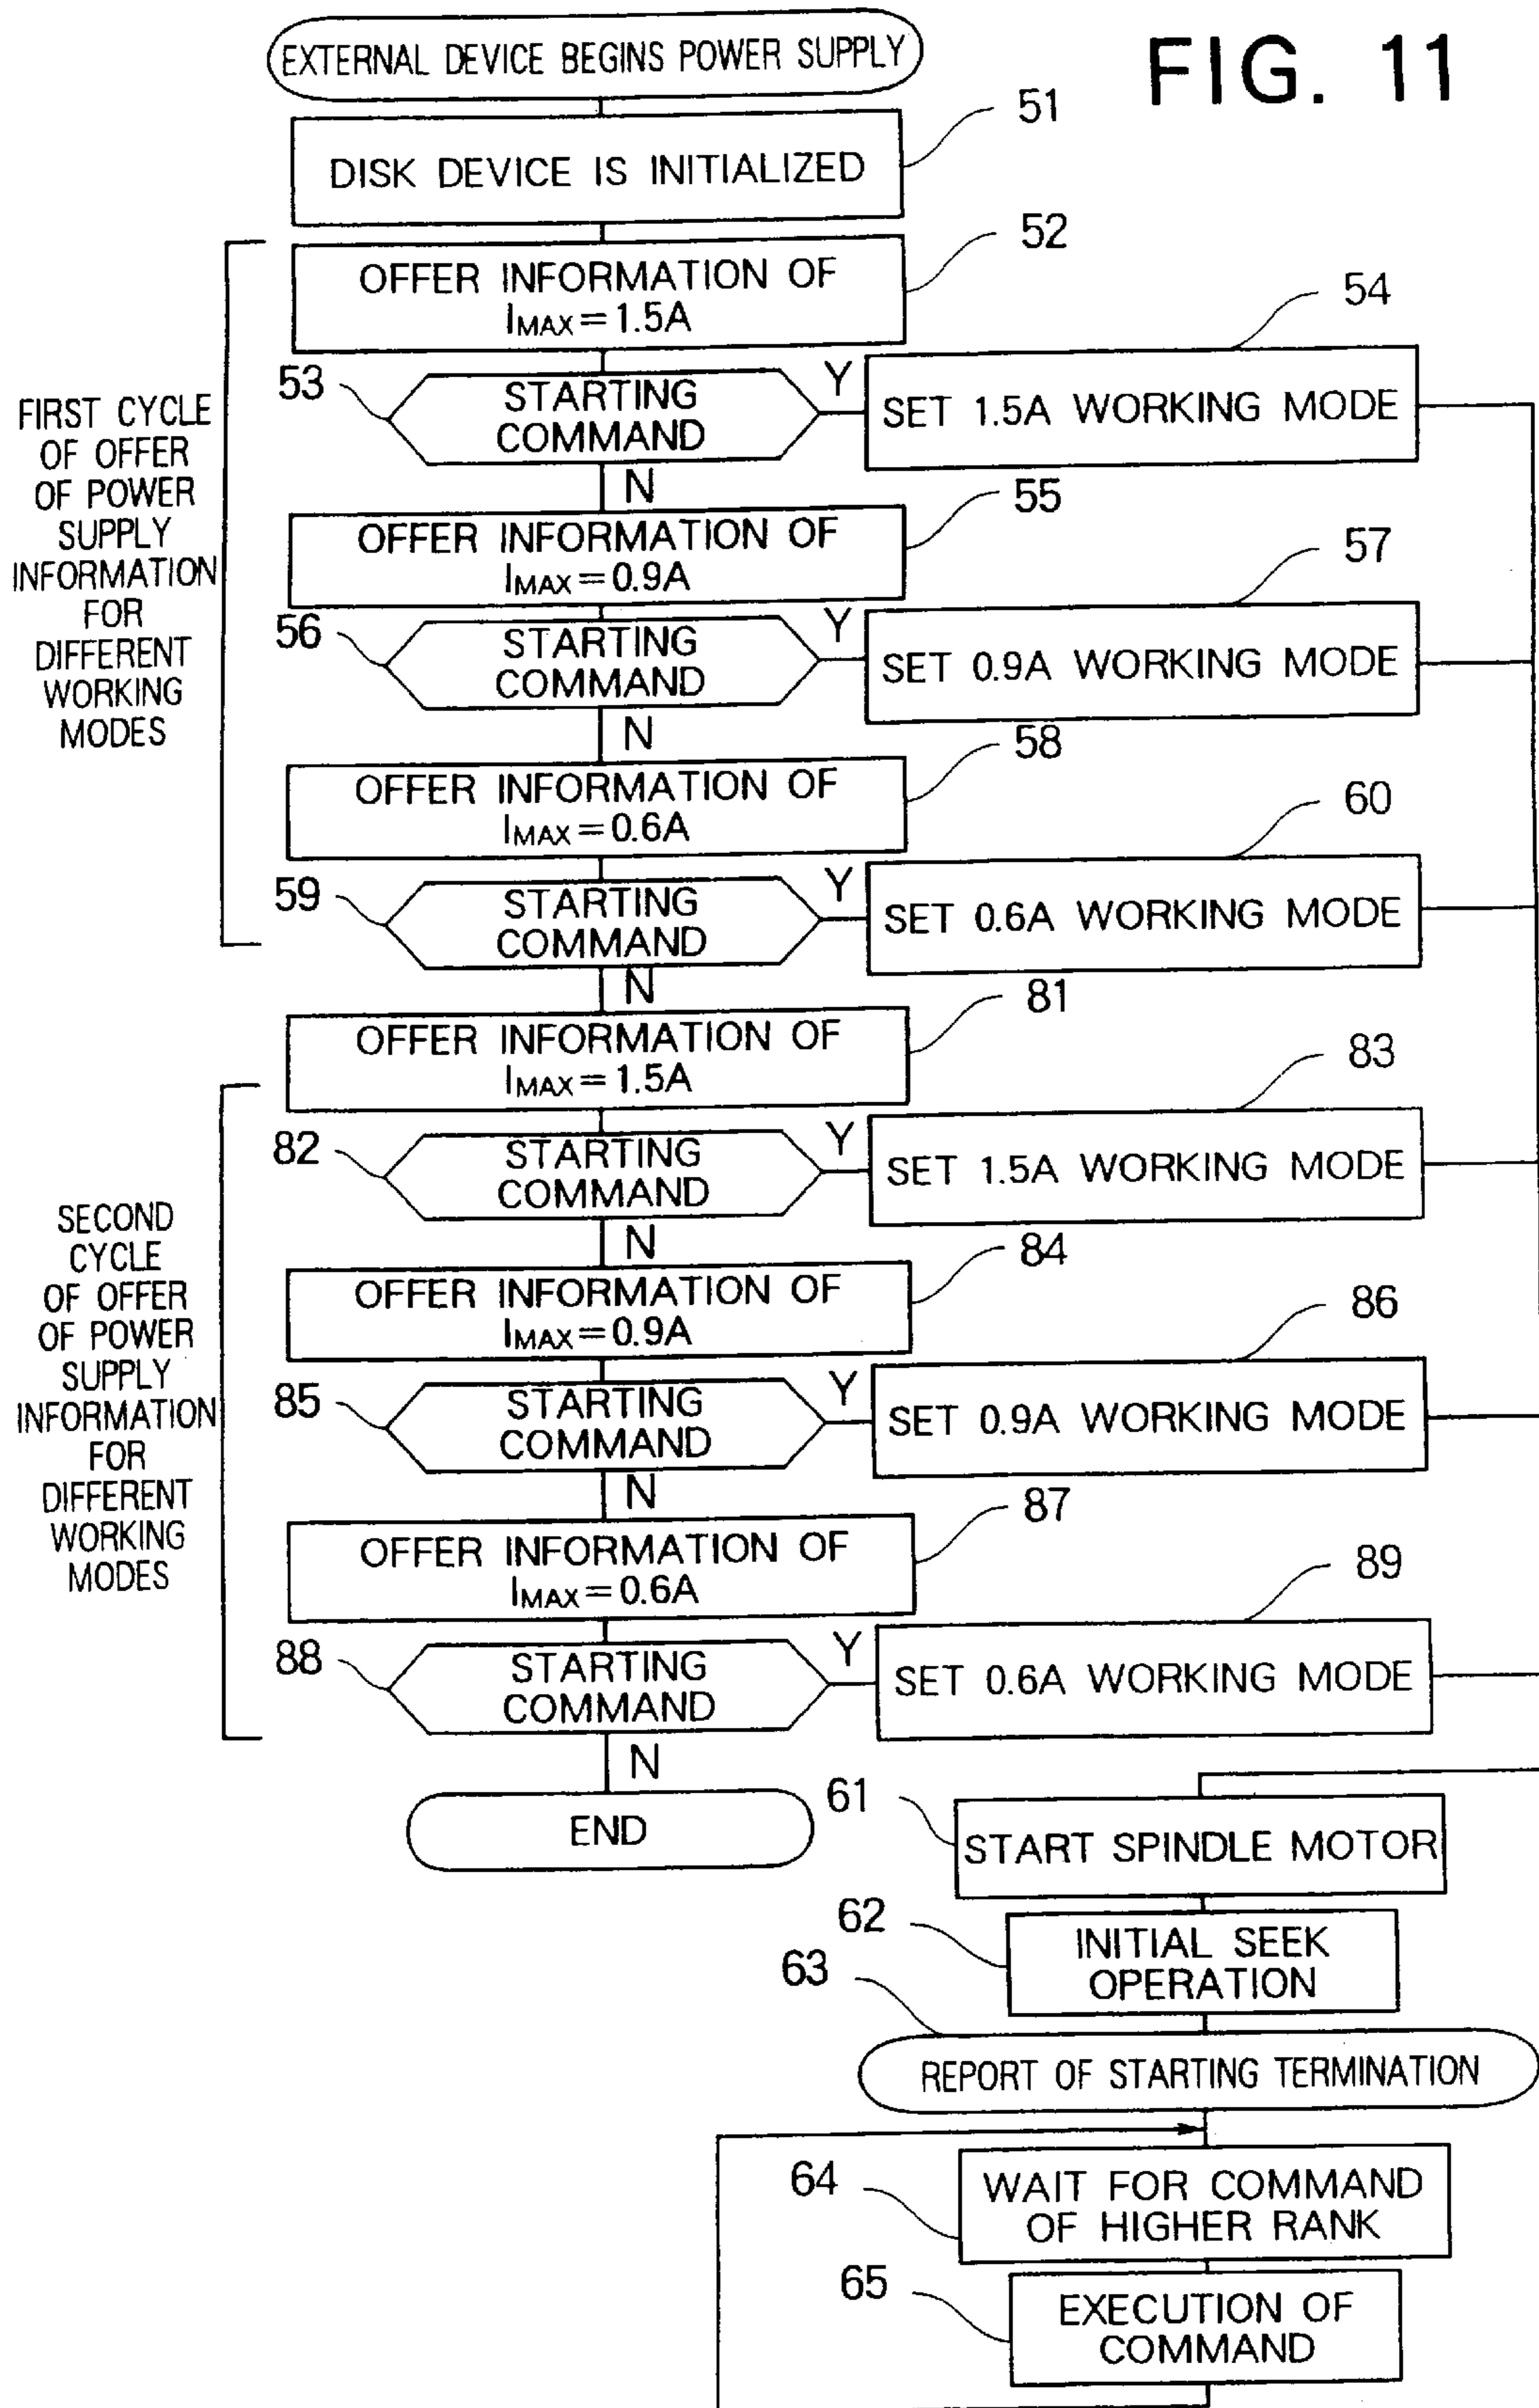 FIG. 11
EXTERNAL DEVICE BEGINS POWER SUPPLY
51
DISK DEVICE IS INITIALIZED
52
OFFER INFORMATION OF
IMAX = 1.5A
53
STARTING
COMMAND
Y
N
54
SET 1.5A WORKING MODE
FIRST CYCLE
OF OFFER
OF POWER
SUPPLY
INFORMATION
FOR
DIFFERENT
WORKING
MODES
55
OFFER INFORMATION OF
IMAX = 0.9A
56
STARTING
COMMAND
Y
N
57
SET 0.9A WORKING MODE
58
OFFER INFORMATION OF
IMAX = 0.6A
59
STARTING
COMMAND
Y
N
60
SET 0.6A WORKING MODE
81
OFFER INFORMATION OF
IMAX = 1.5A
82
STARTING
COMMAND
Y
N
83
SET 1.5A WORKING MODE
SECOND
CYCLE
OF OFFER
OF POWER
SUPPLY
INFORMATION
FOR
DIFFERENT
WORKING
MODES
84
OFFER INFORMATION OF
IMAX = 0.9A
85
STARTING
COMMAND
Y
N
86
SET 0.9A WORKING MODE
87
OFFER INFORMATION OF
IMAX = 0.6A
88
STARTING
COMMAND
Y
N
89
SET 0.6A WORKING MODE
END
61
START SPINDLE MOTOR
62
INITIAL SEEK
OPERATION
63
REPORT OF STARTING TERMINATION
64
WAIT FOR COMMAND
OF HIGHER RANK
65
EXECUTION OF
COMMAND